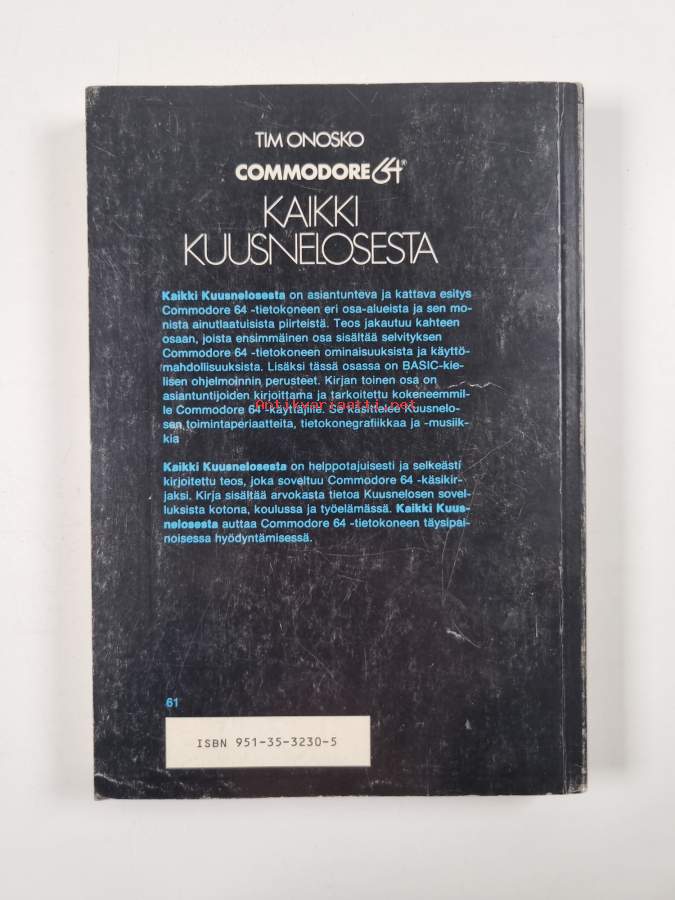 TIM ONOSKO
COMMODORE 64®
KAIKKI
KUUSNELOSESTA
Kaikki Kuusnelosesta on asiantunteva ja kattava esitys
Commodore 64 -tietokoneen eri osa-alueista ja sen mo-
nista ainutlaatuisista piirteistä. Teos jakautuu kahteen
osaan, joista ensimmäinen osa sisältää selvityksen
Commodore 64 -tietokoneen ominaisuuksista ja käyttö-
mahdollisuuksista. Lisäksi tässä osassa on BASIC-kie-
lisen ohjelmoinnin perusteet. Kirjan toinen osa on
asiantuntijoiden kirjoittama ja tarkoitettu kokeneemmil-
le Commodore 64 -käyttäjille. Se käsittelee Kuusnelo-
sen toimintaperiaatteita, tietokonegrafiikkaa ja -musiik-
kia
Antikvariaatti.net
Kaikki Kuusnelosesta on helppotajuisesti ja selkeästi
kirjoitettu teos, joka soveltuu Commodore 64 -käsikir-
jaksi. Kirja sisältää arvokasta tietoa Kuusnelosen sovel-
luksista kotona, koulussa ja työelämässä. Kaikki Kuus-
nelosesta auttaa Commodore 64 -tietokoneen täysipai-
noisessa hyödyntämisessä.
61
ISBN 951-35-3230-5